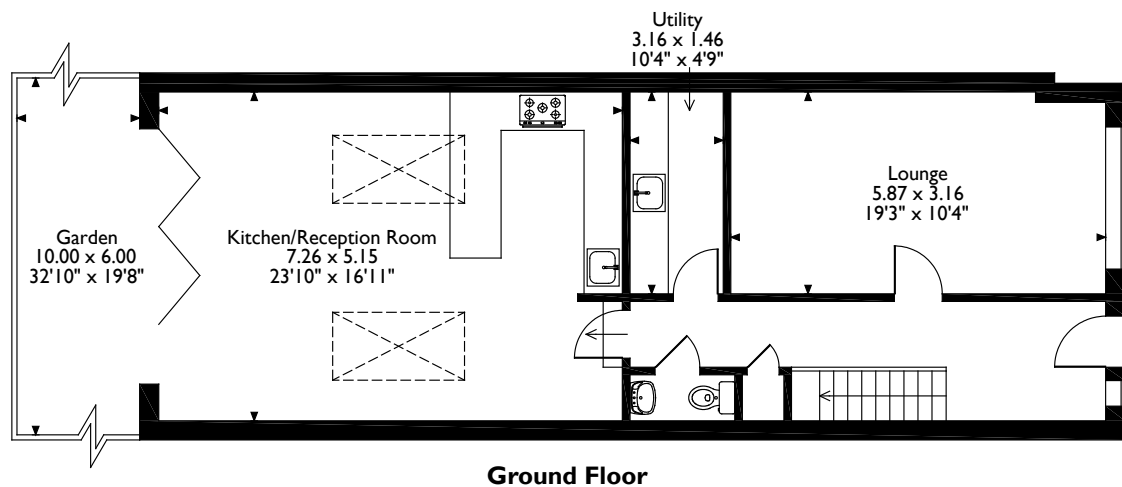 Utility
3.16 x 1.46
10'4" x 4'9"
Lounge
5.87 x 3.16
19'3" x 10'4"
Garden
10.00 x 6.00
32'10" x 19'8"
Kitchen/Reception Room
7.26 x 5.15
23'10" x 16'11"
Ground Floor